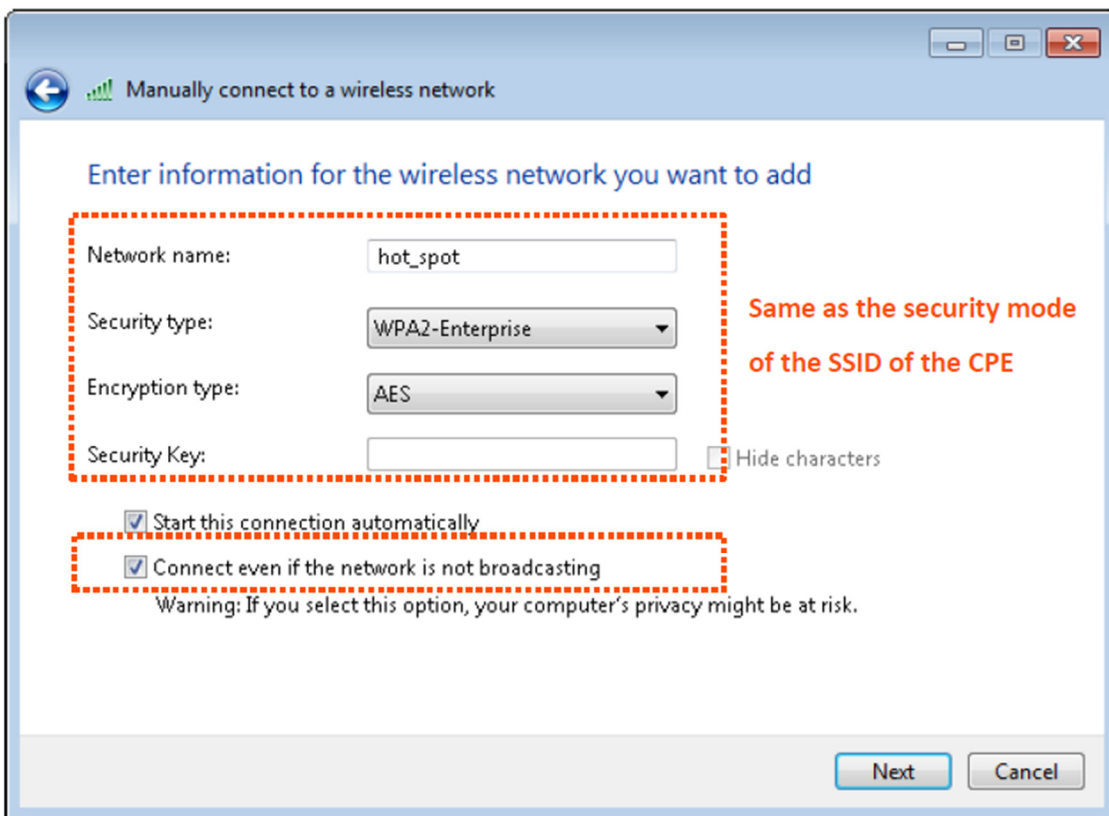 Manually connect to a wireless network
Enter information for the wireless network you want to add
Network name:
hot_spot
Security type:
WPA2-Enterprise
Same as the security mode
of the SSID of the CPE
Encryption type:
AES
Security Key:
Hide characters
Start this connection automatically
Connect even if the network is not broadcasting
Warning: If you select this option, your computer's privacy might be at risk.
Next
Cancel